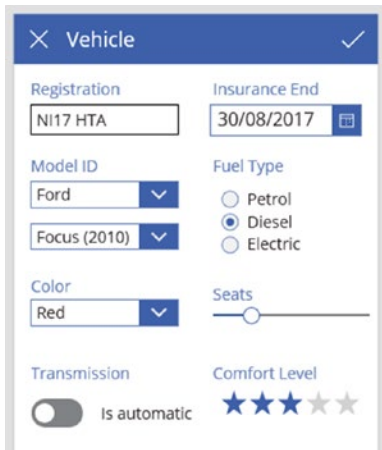 Vehicle
Registration
NI17 HTA
Insurance End
30/08/2017
Model ID
Ford
Focus (2010)
Fuel Type
Petrol
Diesel
Electric
Color
Red
Seats
Transmission
Is automatic
Comfort Level